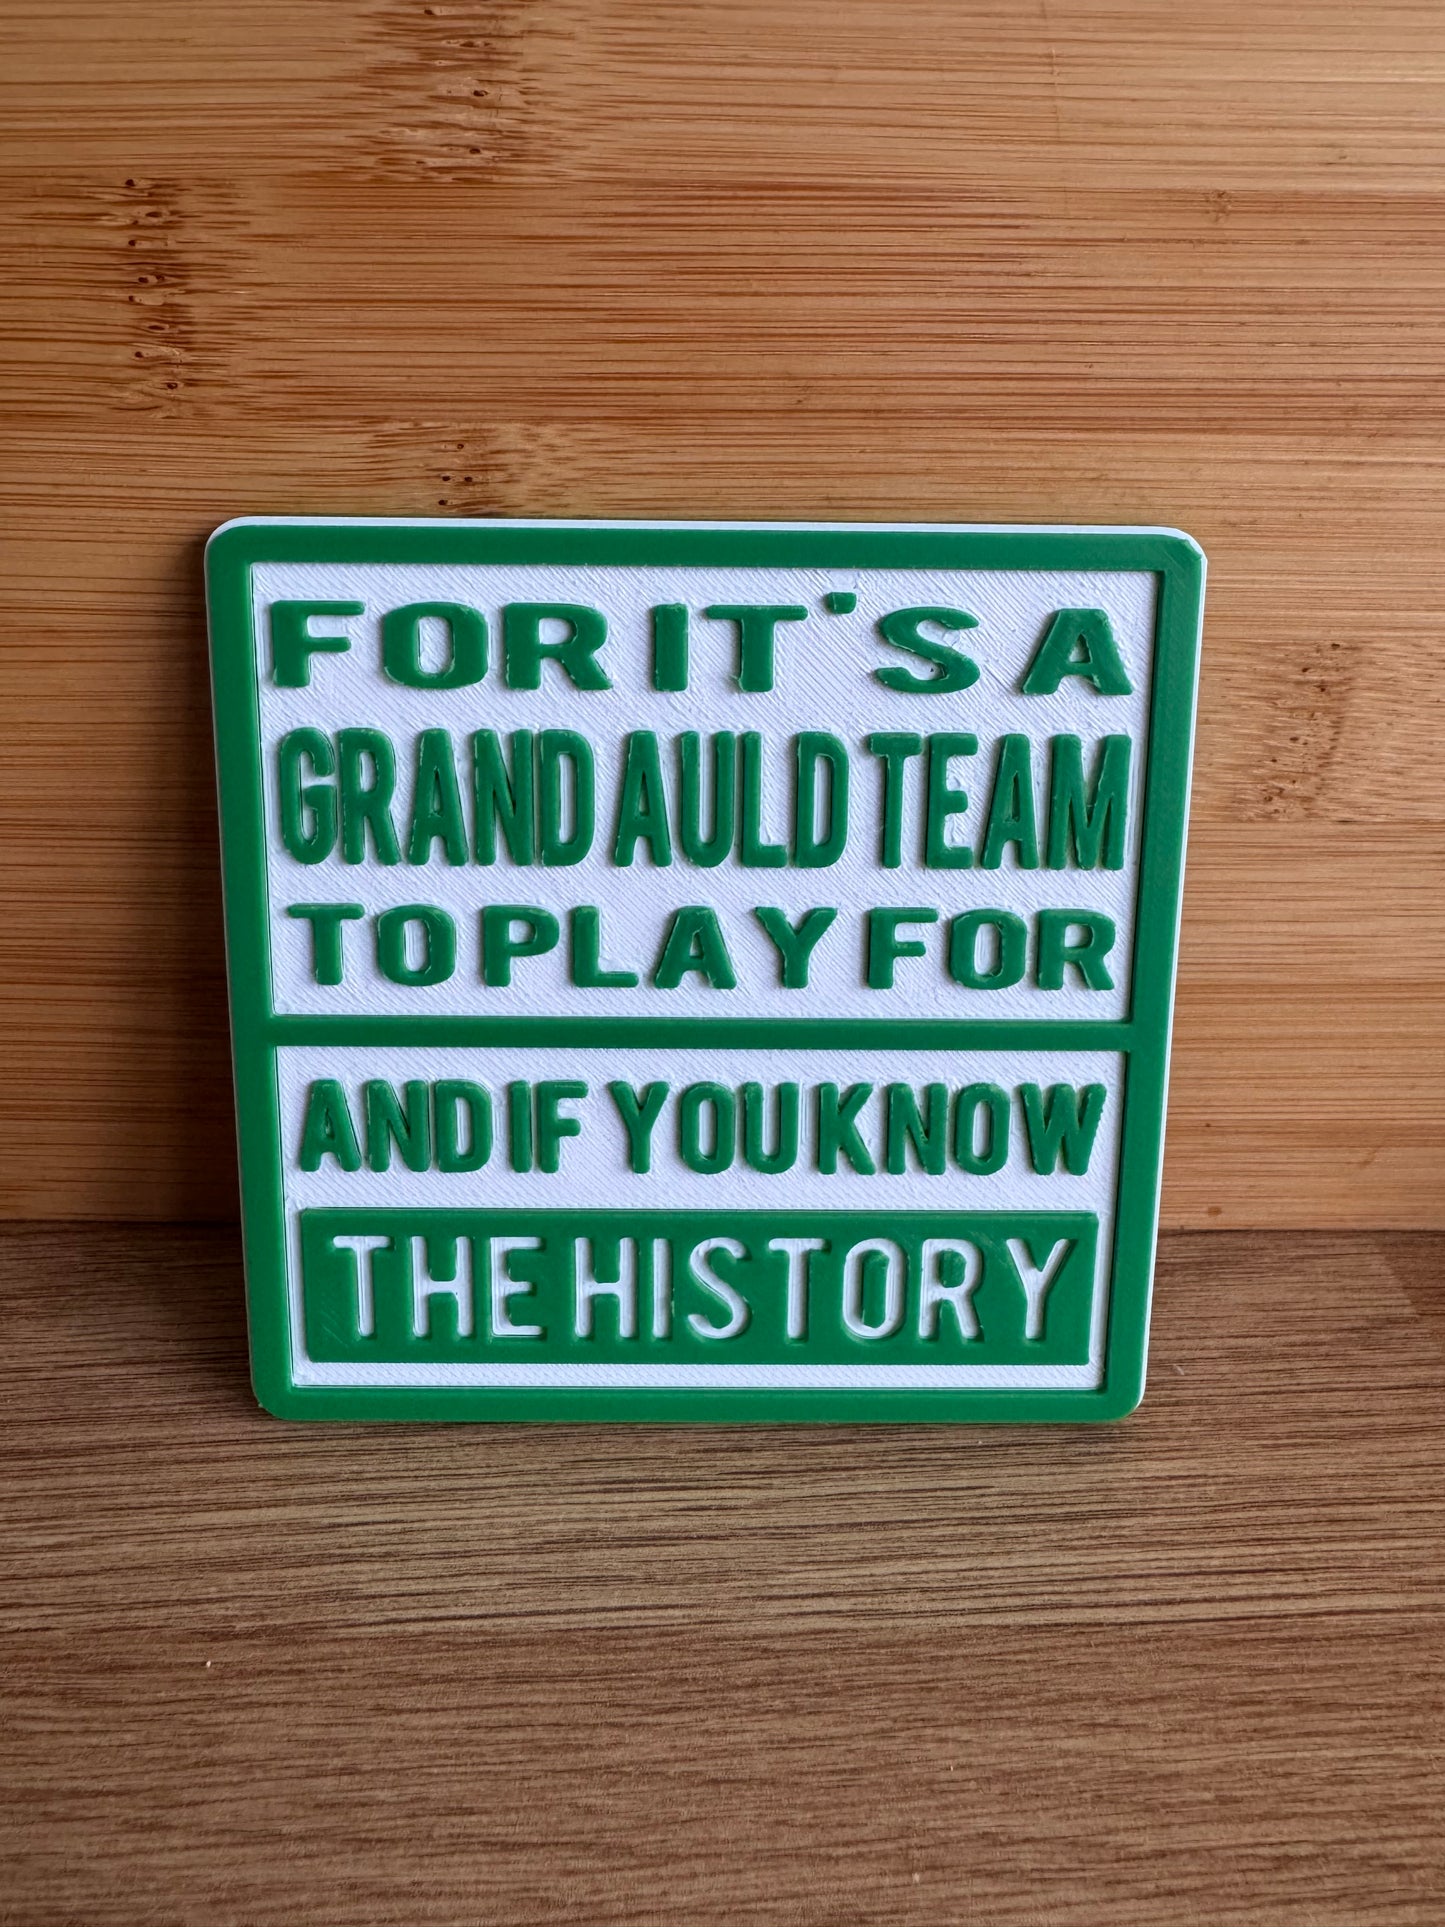 FOR IT'S A
GRAND AULD TEAM
TO PLAY FOR
AND IF YOU KNOW
THE HISTORY